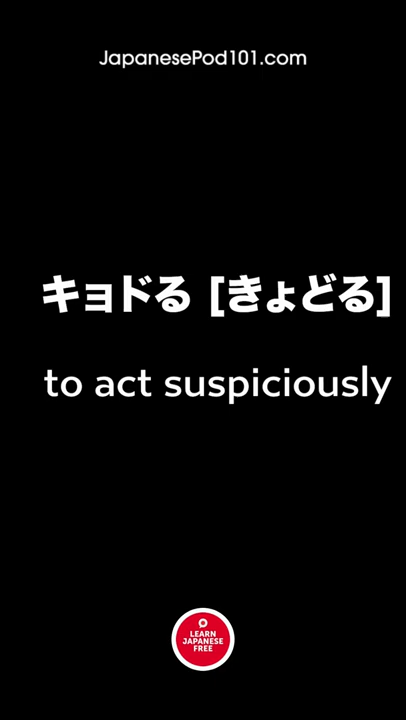 JapanesePod101.com
キョドる [きょどる]
to act suspiciously
LEARN
JAPANESE
FREE